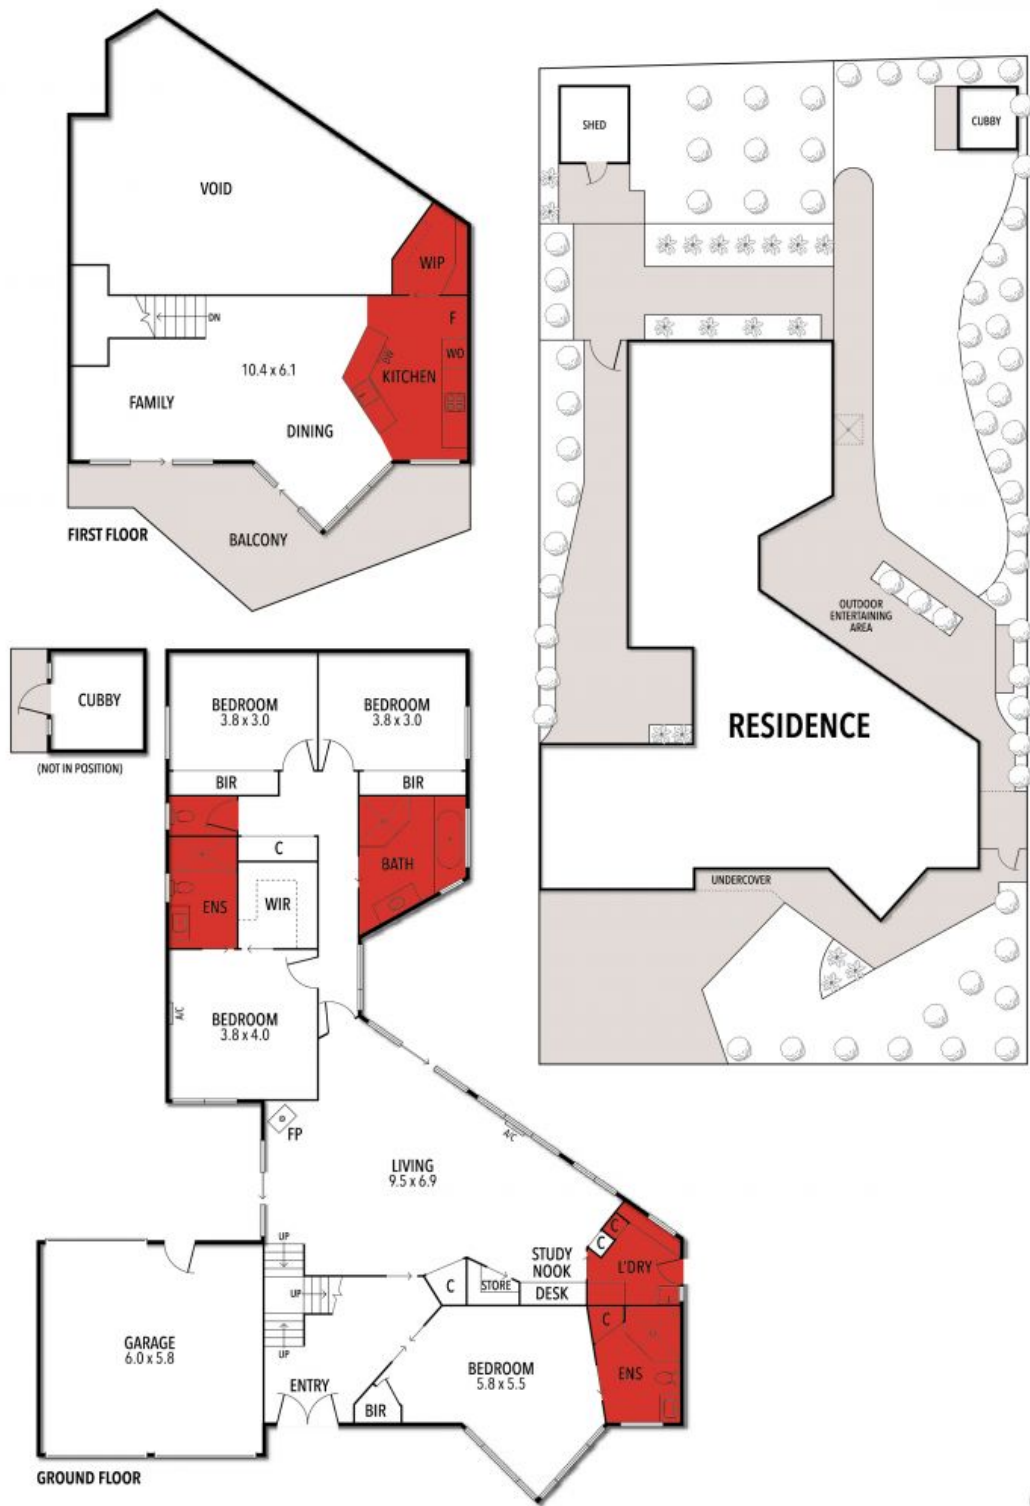 VOID
WIP
F
WO
DN
10.4 x 6.1
DW
KITCHEN
FAMILY
DINING
FIRST FLOOR
BALCONY
SHED
CUBBY
OUTDOOR
ENTERTAINING
AREA
RESIDENCE
UNDERCOVER
CUBBY
(NOT IN POSITION)
BEDROOM
3.8 x 3.0
BEDROOM
3.8 x 3.0
BIR
BIR
C
BATH
ENS
WIR
A/C
BEDROOM
3.8 x 4.0
FP
A/C
LIVING
9.5 x 6.9
C
C
UP
STUDY
NOOK
L'DRY
UP
C
STORE
DESK
C
UP
GARAGE
6.0 x 5.8
ENTRY
BEDROOM
5.8 x 5.5
ENS
BIR
GROUND FLOOR